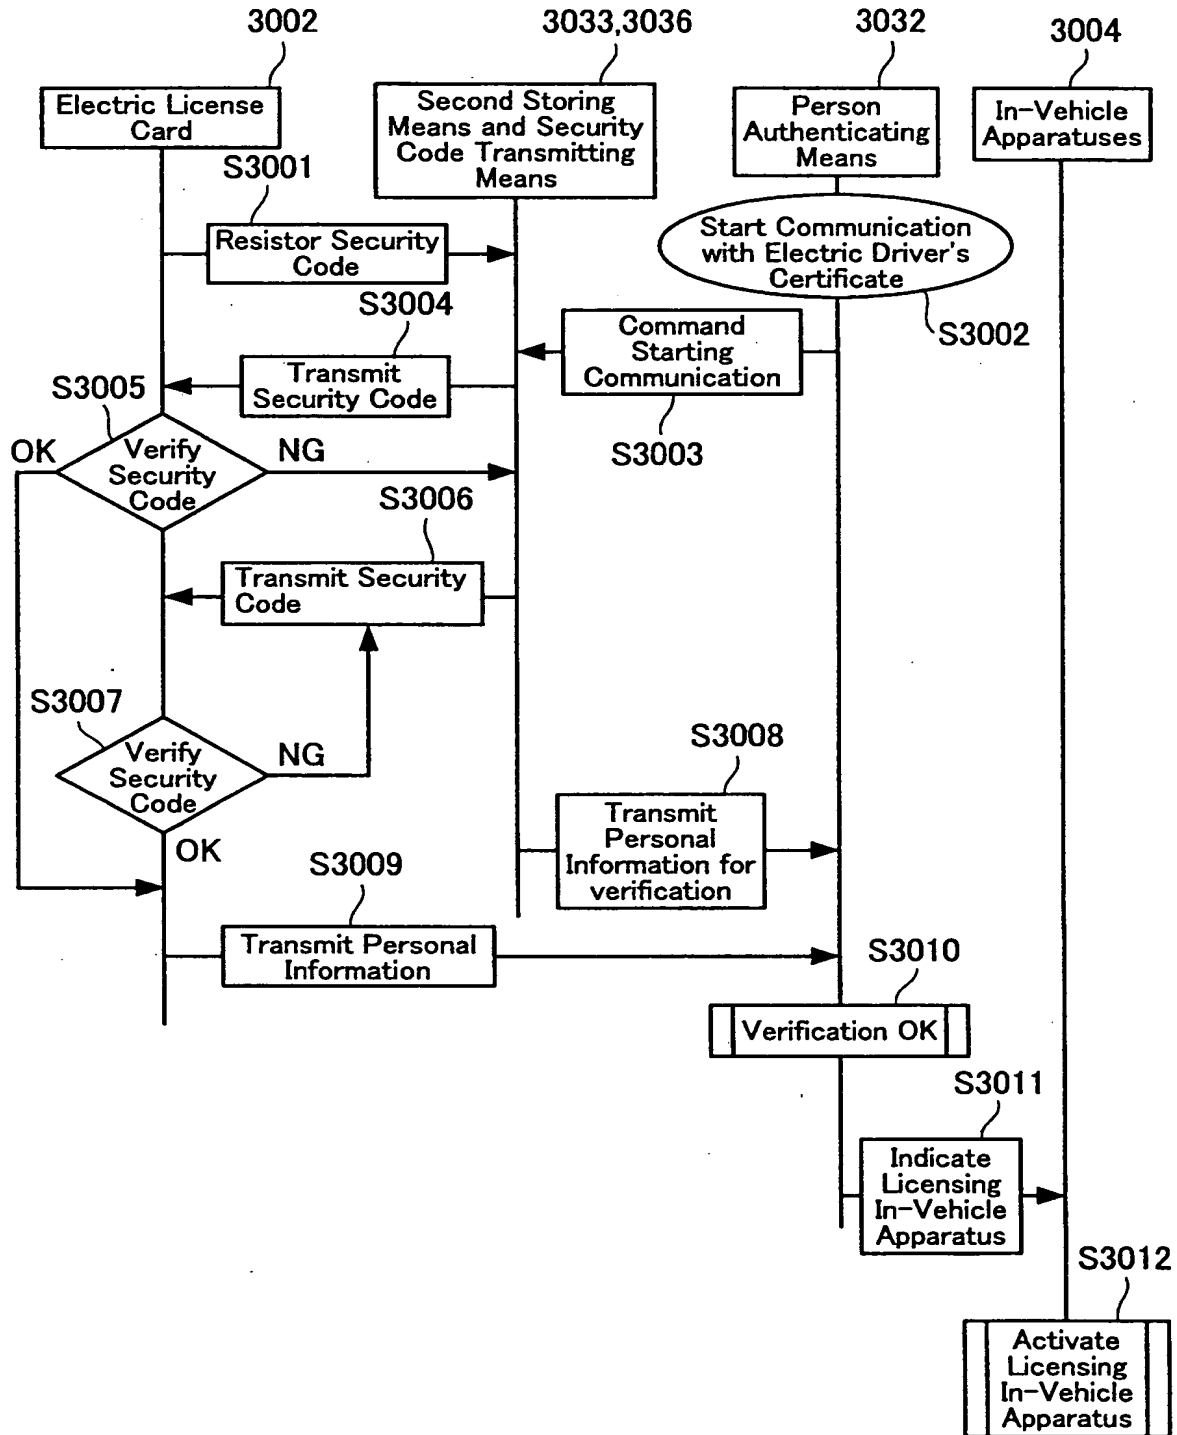 3002
3033,3036
3032
3004
Electric License
Card
Second Storing
Means and Security
Code Transmitting
Means
Person
Authenticating
Means
In-Vehicle
Apparatuses
S3001
Resistor Security
Code
Start Communication
with Electric Driver's
Certificate
S3002
S3004
Command
Starting
Communication
S3003
Transmit
Security Code
S3005
OK
Verify
Security
Code
NG
S3006
Transmit Security
Code
S3007
Verify
Security
Code
NG
OK
S3008
Transmit
Personal
Information for
verification
S3009
Transmit Personal
Information
S3010
Verification OK
S3011
Indicate
Licensing
In-Vehicle
Apparatus
S3012
Activate
Licensing
In-Vehicle
Apparatus